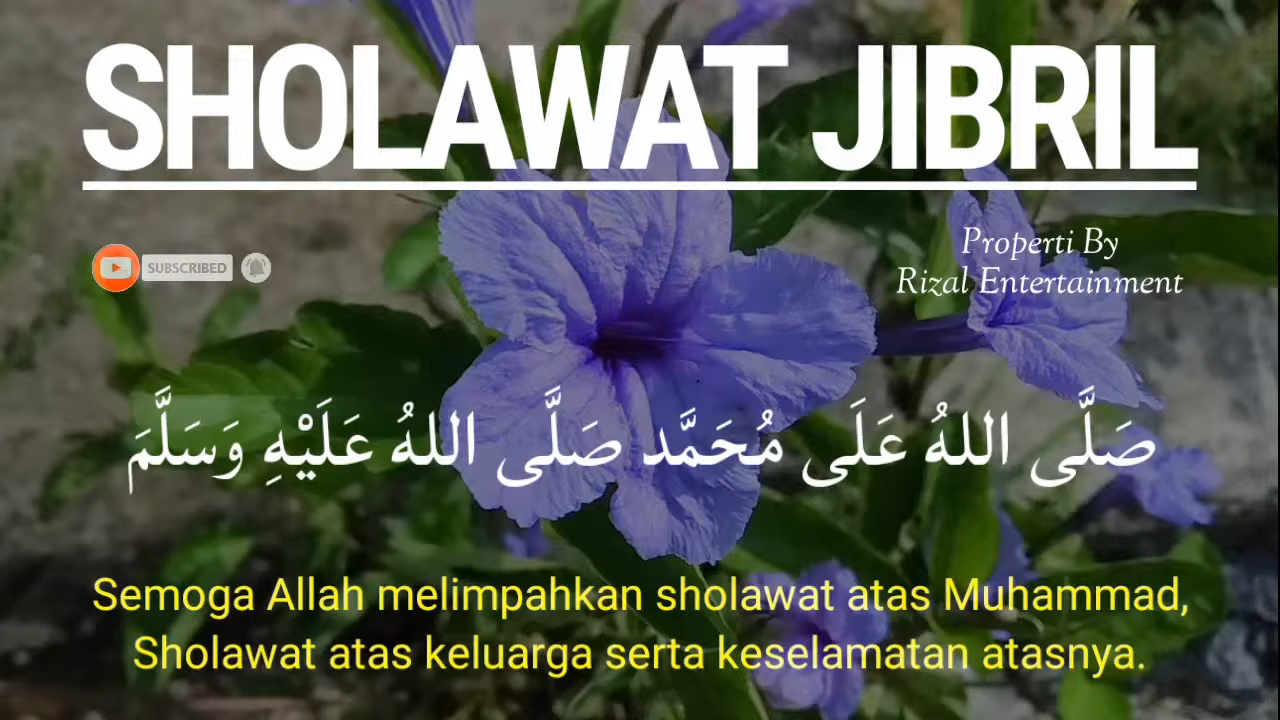 SHOLAWAT JIBRIL
SUBSCRIBED
Properti By
Rizal Entertainment
صَلَّى اللهُ عَلَى مُحَمَّد صَلَّى اللهُ عَلَيْهِ وَسَلَّمَ
Semoga Allah melimpahkan sholawat atas Muhammad,
Sholawat atas keluarga serta keselamatan atasnya.